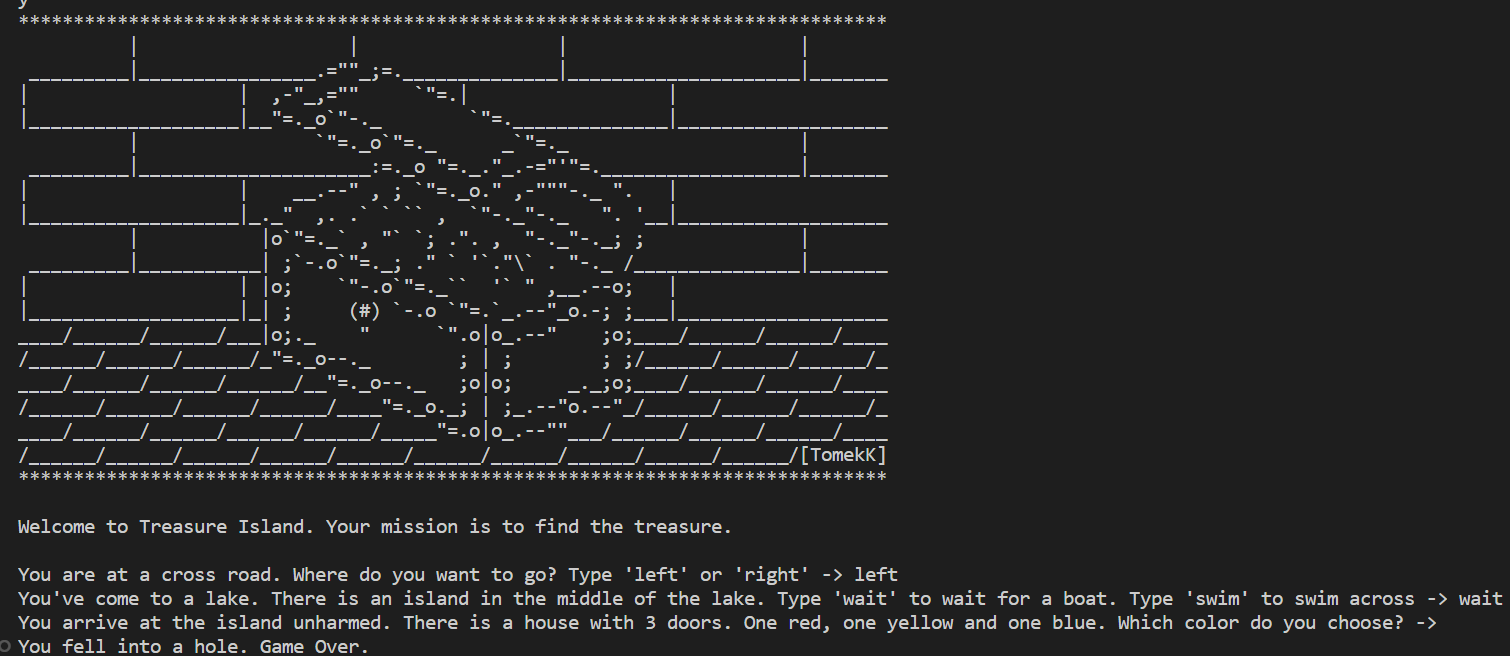 y
[TomekK]
Welcome to Treasure Island. Your mission is to find the treasure.
You are at a cross road. Where do you want to go? Type 'left' or 'right' -> left
You've come to a lake. There is an island in the middle of the lake. Type 'wait' to wait for a boat. Type 'swim' to swim across -> wait
You arrive at the island unharmed. There is a house with 3 doors. One red, one yellow and one blue. Which color do you choose? ->
You fell into a hole. Game Over.